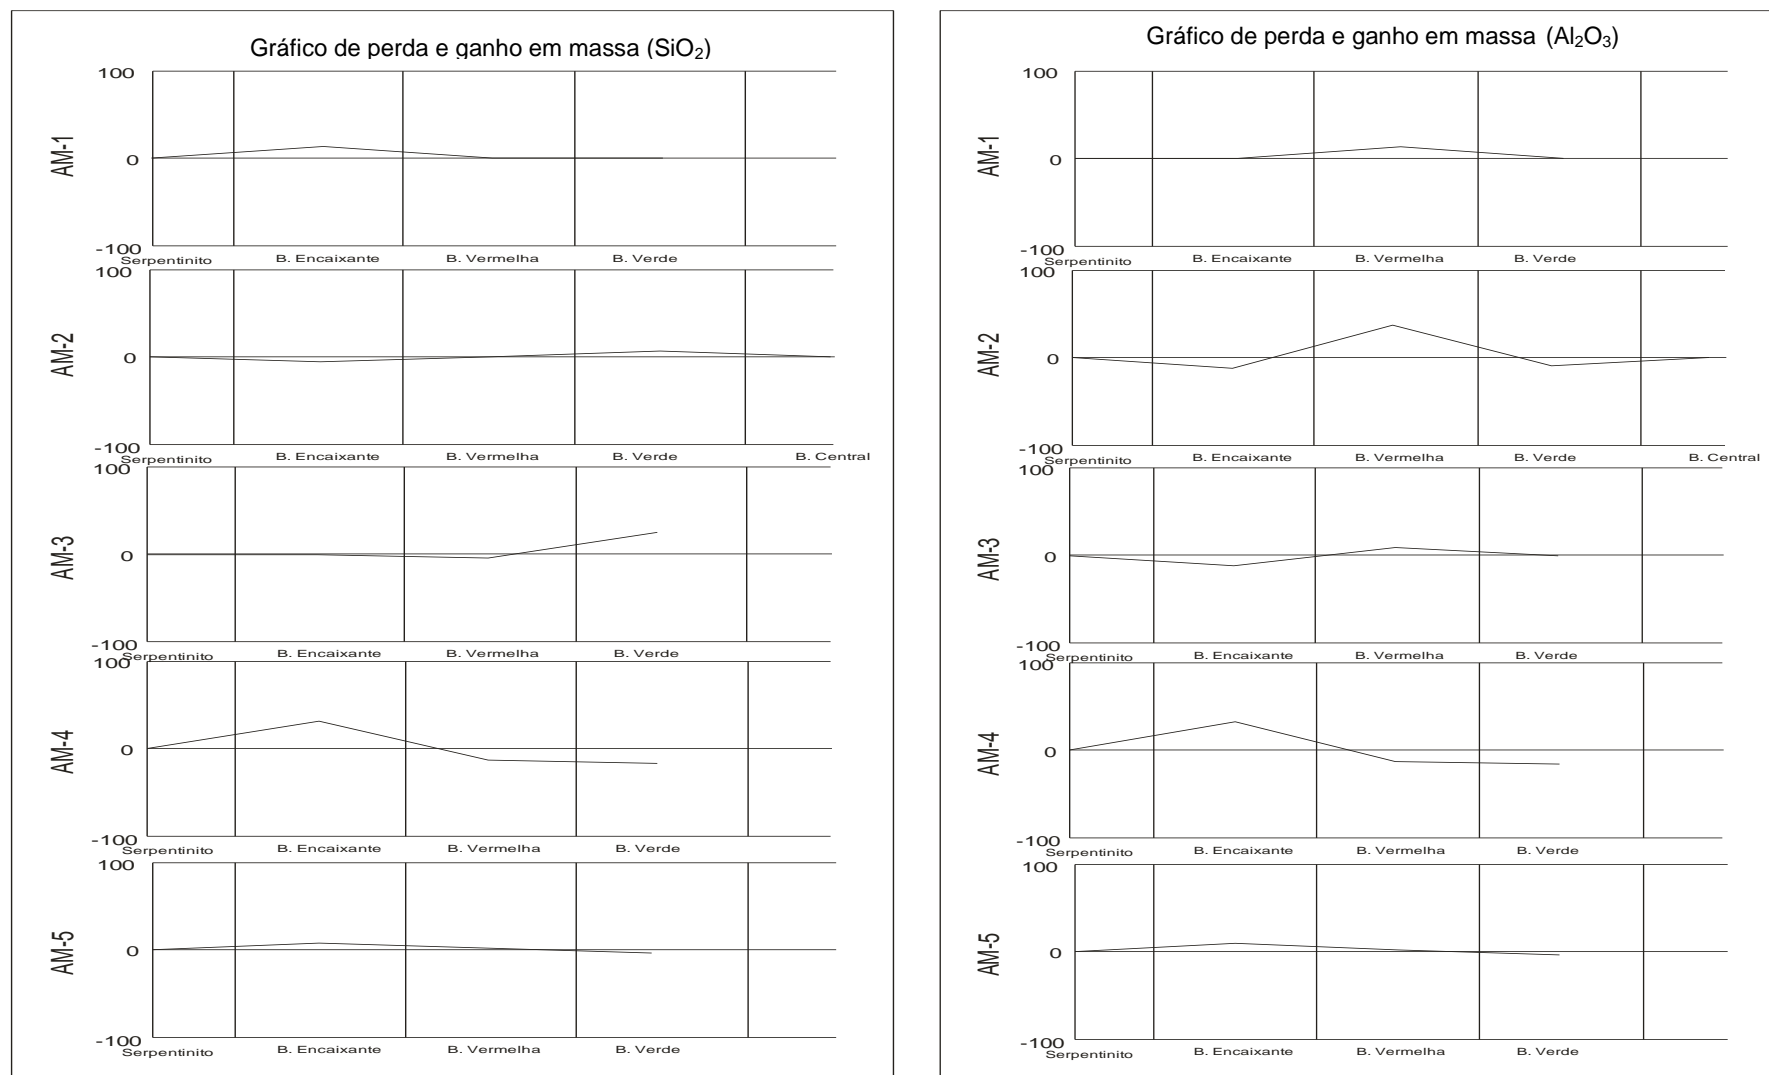 Gráfico de perda e ganho em massa (SiO₂)
100
AM-1
0
-100
Serpentinito B. Encaixante B. Vermelha B. Verde
100
AM-2
0
-100
Serpentinito B. Encaixante B. Vermelha B. Verde B. Central
100
AM-3
0
-100
Serpentinito B. Encaixante B. Vermelha B. Verde
100
AM-4
0
-100
Serpentinito B. Encaixante B. Vermelha B. Verde
100
AM-5
0
-100
Serpentinito B. Encaixante B. Vermelha B. Verde
Gráfico de perda e ganho em massa (Al₂O₃)
100
AM-1
0
-100
Serpentinito B. Encaixante B. Vermelha B. Verde
100
AM-2
0
-100
Serpentinito B. Encaixante B. Vermelha B. Verde B. Central
100
AM-3
0
-100
Serpentinito B. Encaixante B. Vermelha B. Verde
100
AM-4
0
-100
Serpentinito B. Encaixante B. Vermelha B. Verde
100
AM-5
0
-100
Serpentinito B. Encaixante B. Vermelha B. Verde